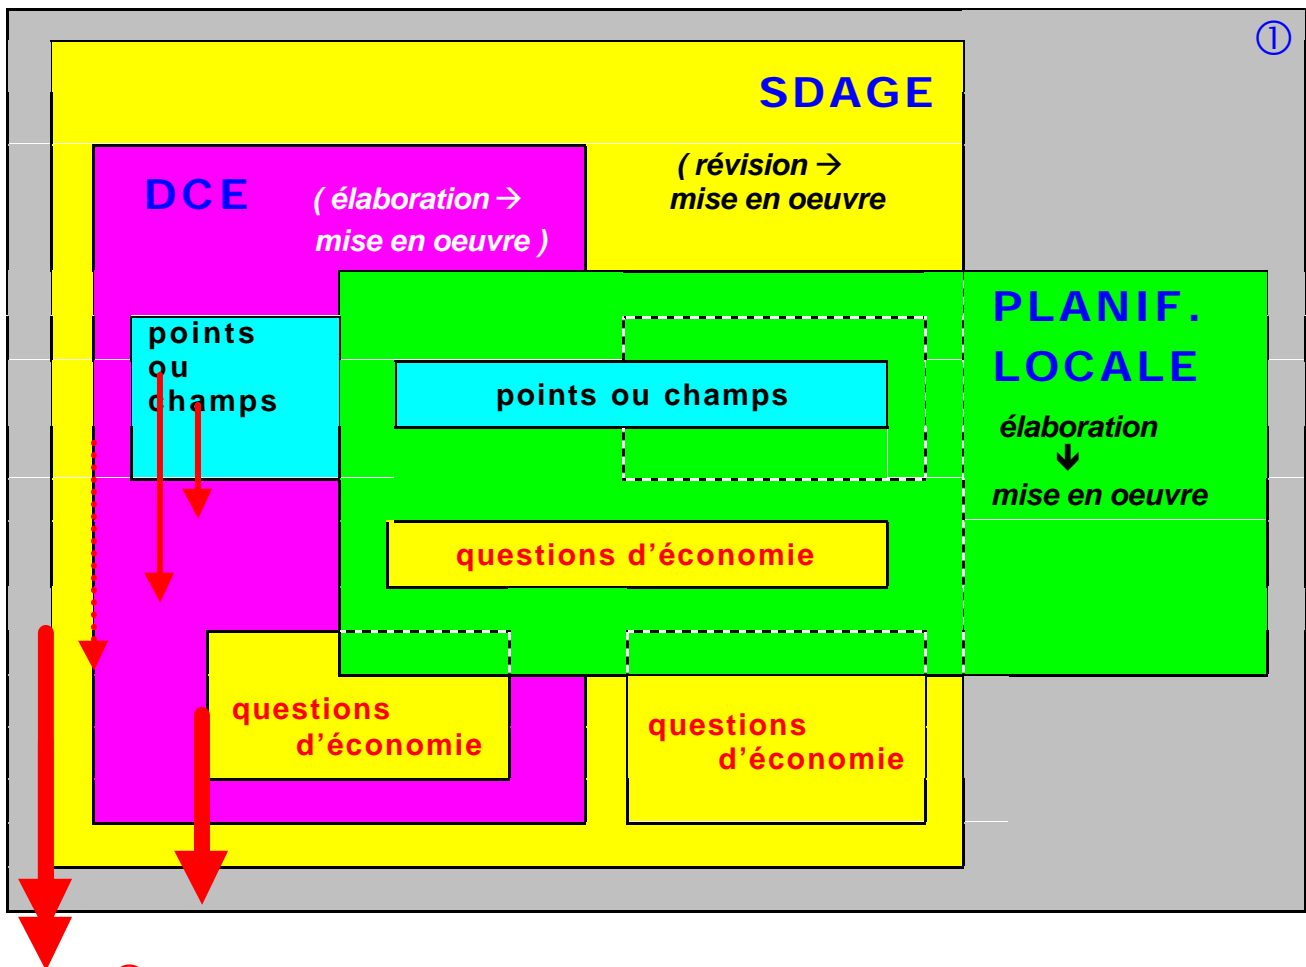 ①
SDAGE
( révision →
mise en oeuvre
DCE ( élaboration →
mise en oeuvre )
PLANIF.
LOCALE
élaboration
↓
mise en oeuvre
points
ou
champs
points ou champs
questions d’économie
questions
d’économie
questions
d’économie